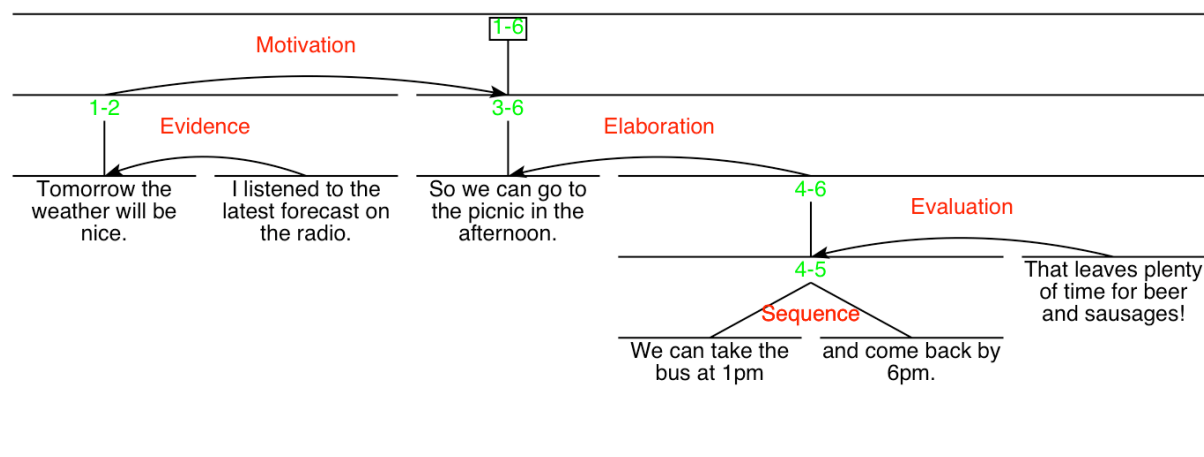 1-6
Motivation
1-2
3-6
Evidence
Elaboration
Tomorrow the
weather will be
nice.
I listened to the
latest forecast on
the radio.
So we can go to
the picnic in the
afternoon.
4-6
Evaluation
4-5
That leaves plenty
of time for beer
and sausages!
Sequence
We can take the
bus at 1pm
and come back by
6pm.